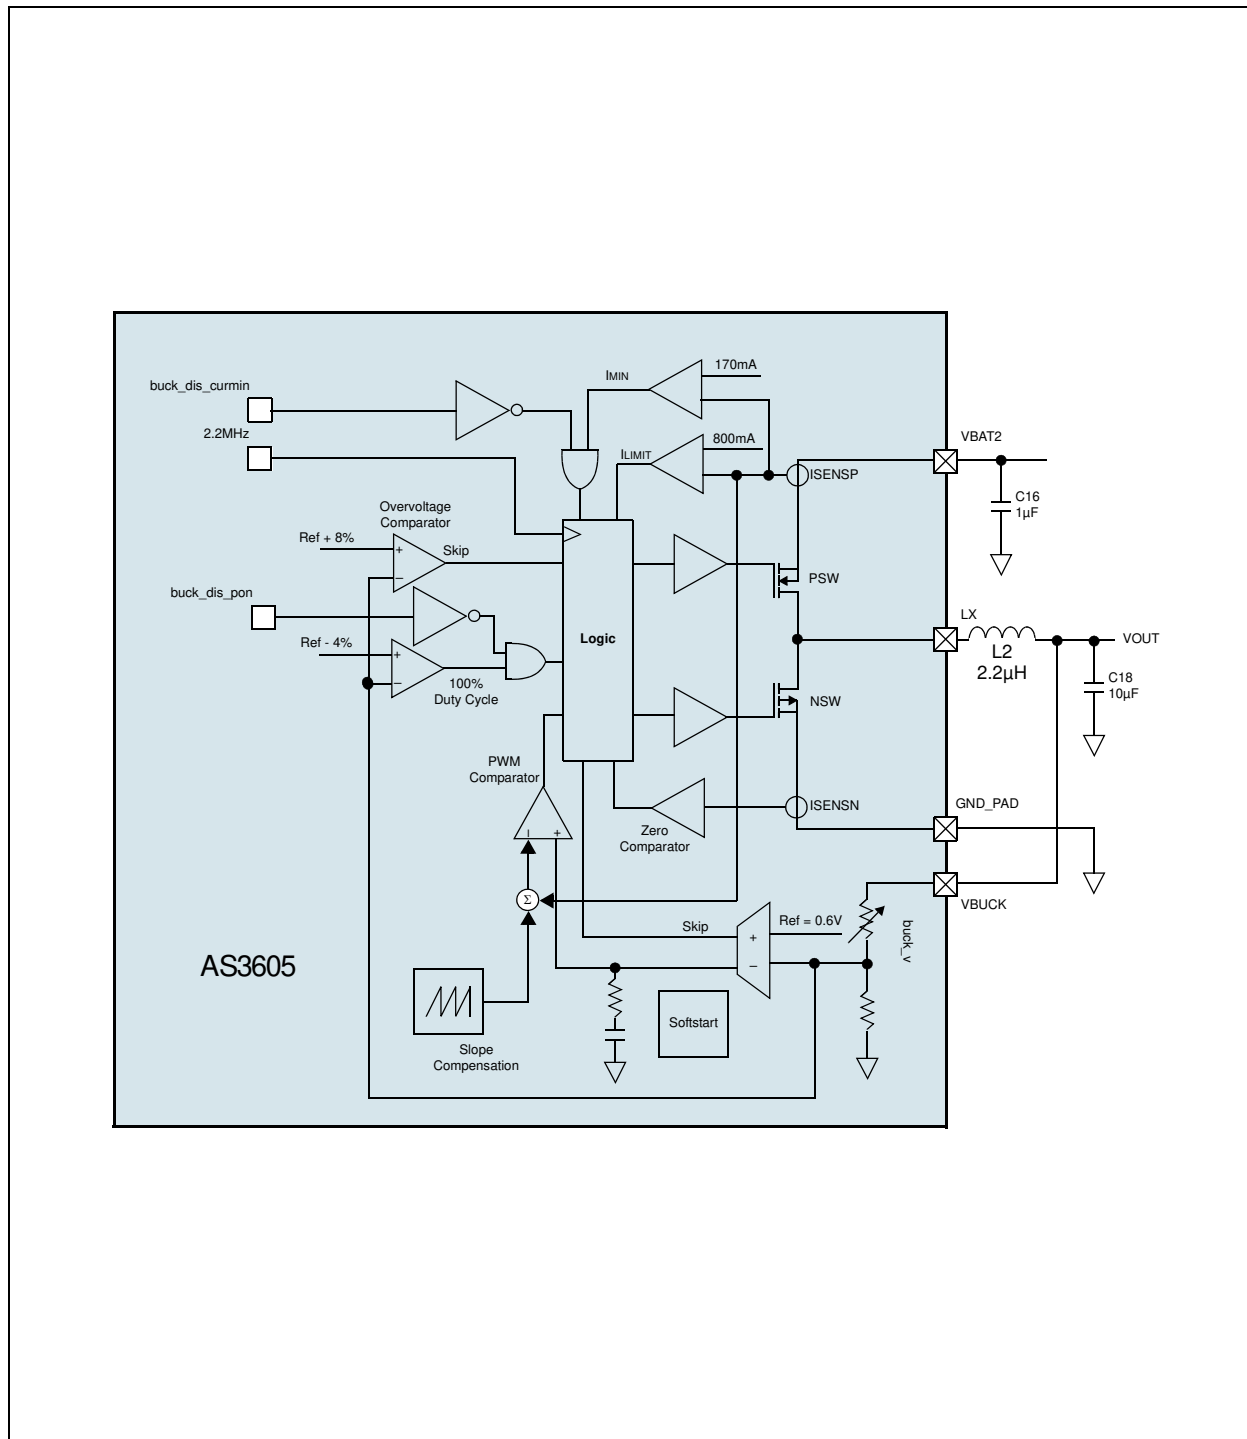 170mA
IMIN
buck_dis_curmin
2.2MHz
800mA
ILIMIT
VBAT2
ISENSP
C16
1µF
Overvoltage
Comparator
Ref + 8%
+
Skip
−
PSW
buck_dis_pon
LX
Logic
VOUT
Ref - 4%
+
L2
2.2µH
−
100%
Duty Cycle
C18
10µF
NSW
PWM
Comparator
ISENSN
GND_PAD
− +
Zero
Comparator
Σ
VBUCK
Skip
Ref = 0.6V
buck_v
+
−
AS3605
Softstart
Slope
Compensation